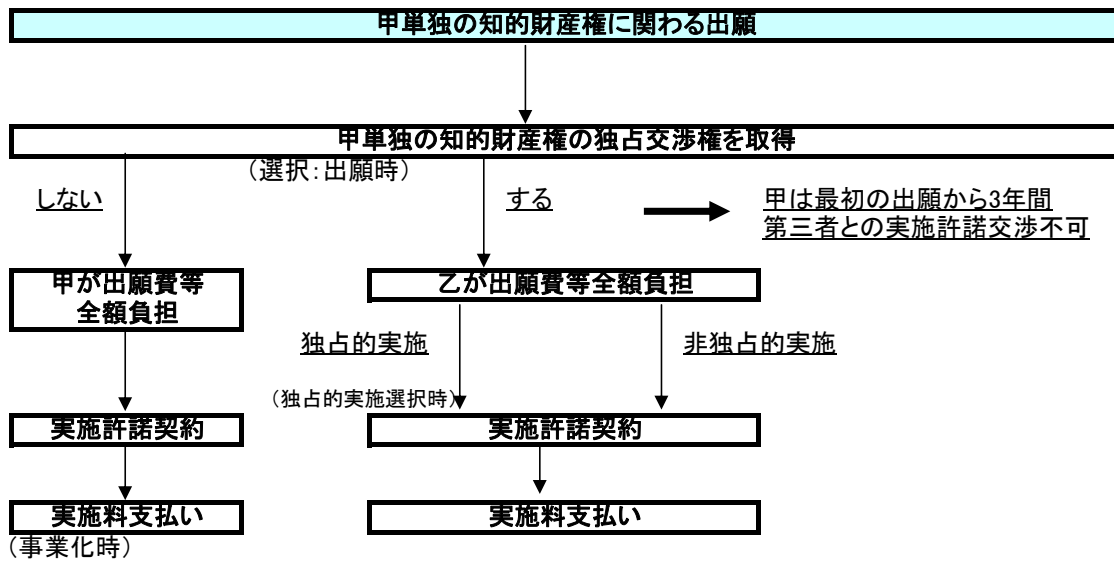 甲単独の知的財産権に関わる出願
甲単独の知的財産権の独占交渉権を取得
（選択：出願時）
しない
する
甲は最初の出願から3年間
第三者との実施許諾交渉不可
甲が出願費等
全額負担
乙が出願費等全額負担
独占的実施
非独占的実施
（独占的実施選択時）
実施許諾契約
実施許諾契約
実施料支払い
実施料支払い
（事業化時）